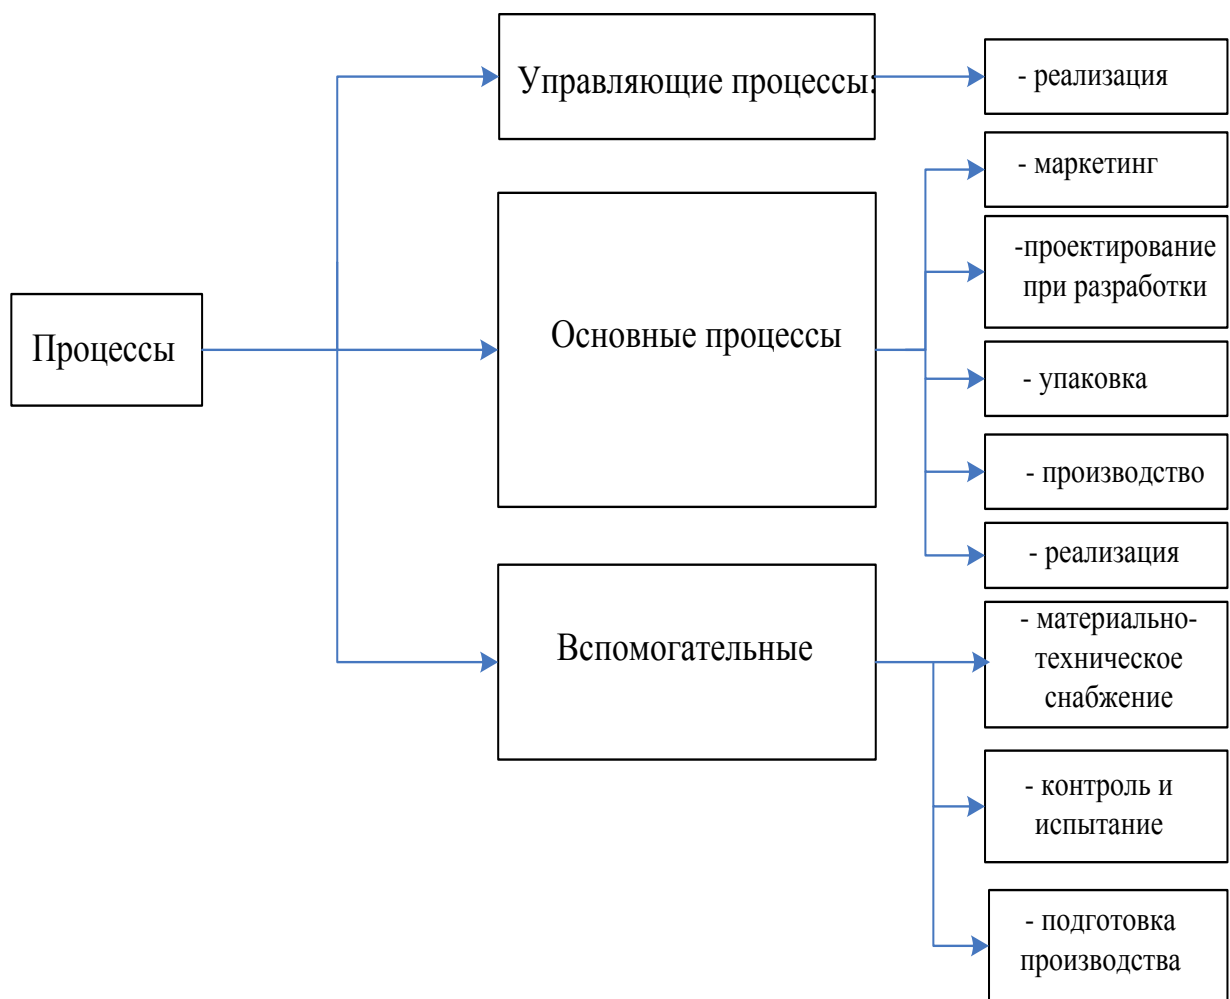 Процессы
Управляющие процессы:
- реализация
Основные процессы
- маркетинг
-проектирование
при разработки
- упаковка
- производство
- реализация
Вспомогательные
- материально-
техническое
снабжение
- контроль и
испытание
- подготовка
производства